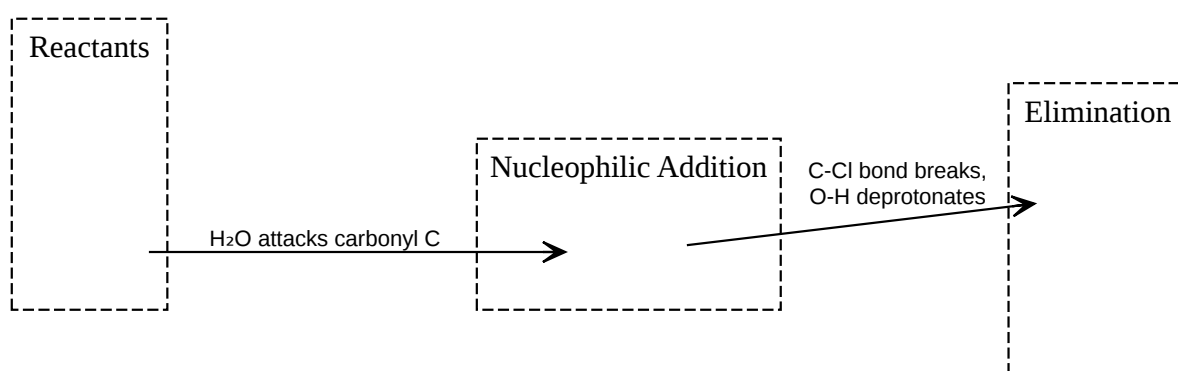 Reactants
Nucleophilic Addition
Elimination
H₂O attacks carbonyl C
C-Cl bond breaks,
O-H deprotonates